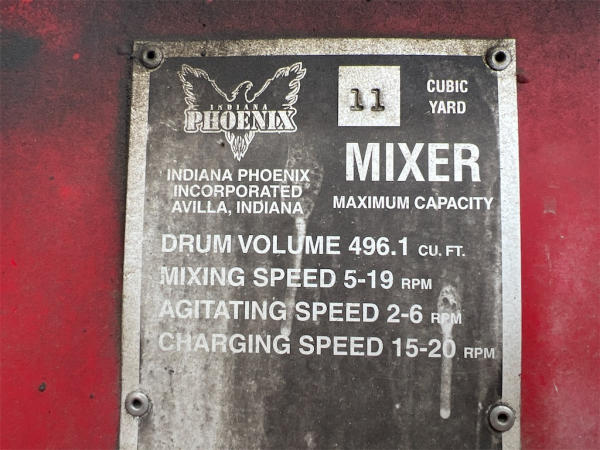 INDIANA
PHOENIX
11
CUBIC
YARD
MIXER
MAXIMUM CAPACITY
INDIANA PHOENIX
INCORPORATED
AVILLA, INDIANA
DRUM VOLUME 496.1 CU. FT.
MIXING SPEED 5-19 RPM
AGITATING SPEED 2-6 RPM
CHARGING SPEED 15-20 RPM